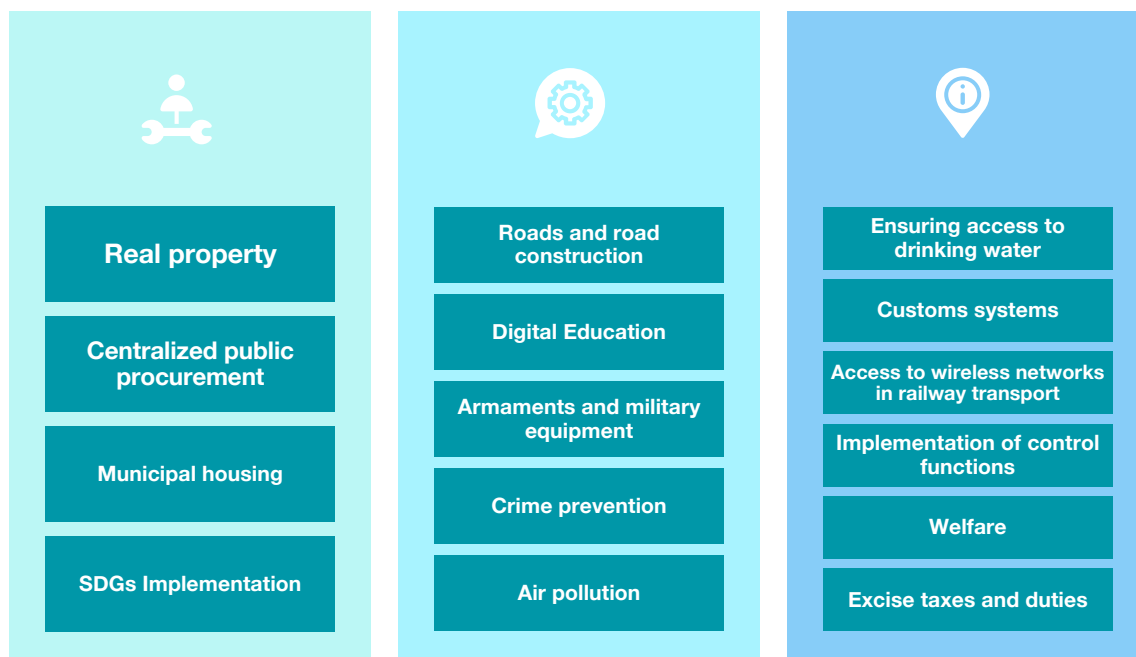 Real property
Centralized public
procurement
Municipal housing
SDGs Implementation
Roads and road
construction
Digital Education
Armaments and military
equipment
Crime prevention
Air pollution
Ensuring access to
drinking water
Customs systems
Access to wireless networks
in railway transport
Implementation of control
functions
Welfare
Excise taxes and duties